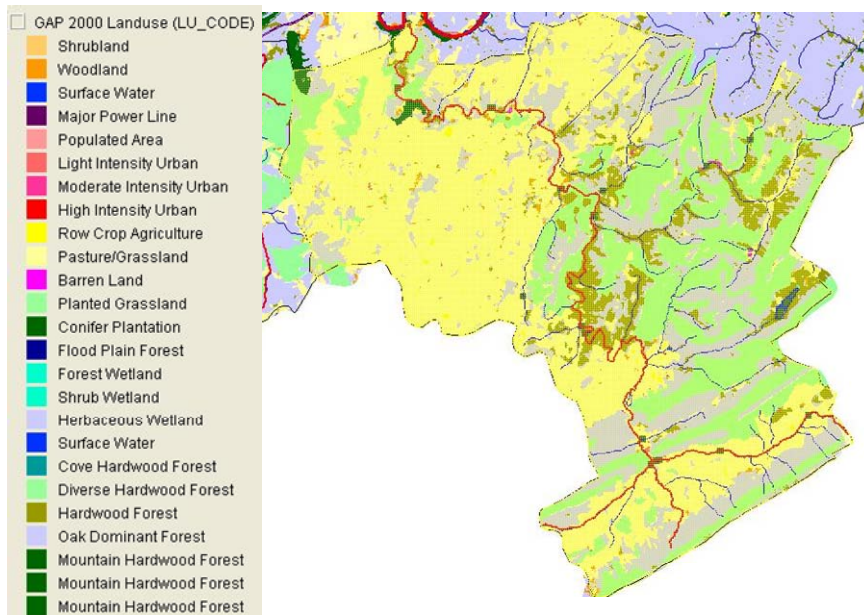 GAP 2000 Landuse (LU_CODE)
Shrubland
Woodland
Surface Water
Major Power Line
Populated Area
Light Intensity Urban
Moderate Intensity Urban
High Intensity Urban
Row Crop Agriculture
Pasture/Grassland
Barren Land
Planted Grassland
Conifer Plantation
Flood Plain Forest
Forest Wetland
Shrub Wetland
Herbaceous Wetland
Surface Water
Cove Hardwood Forest
Diverse Hardwood Forest
Hardwood Forest
Oak Dominant Forest
Mountain Hardwood Forest
Mountain Hardwood Forest
Mountain Hardwood Forest